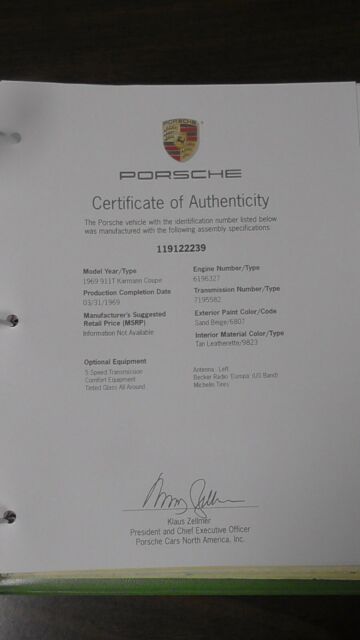 PORSCHE
PORSCHE
Certificate of Authenticity
The Porsche vehicle with the identification number listed below
was manufactured with the following assembly specifications
119122239
Model Year/Type
1969 911T Karmann Coupe
Production Completion Date
03/31/1969
Manufacturer's Suggested
Retail Price (MSRP)
Information Not Available
Engine Number/Type
6196327
Transmission Number/Type
7195582
Exterior Paint Color/Code
Sand Beige/6807
Interior Material Color/Type
Tan Leatherette/9823
Optional Equipment
5 Speed Transmission
Comfort Equipment
Tinted Glass All Around
Antenna : Left
Becker Radio 'Europa' (US Band)
Michelin Tires
Klaus Zellmer
President and Chief Executive Officer
Porsche Cars North America, Inc.